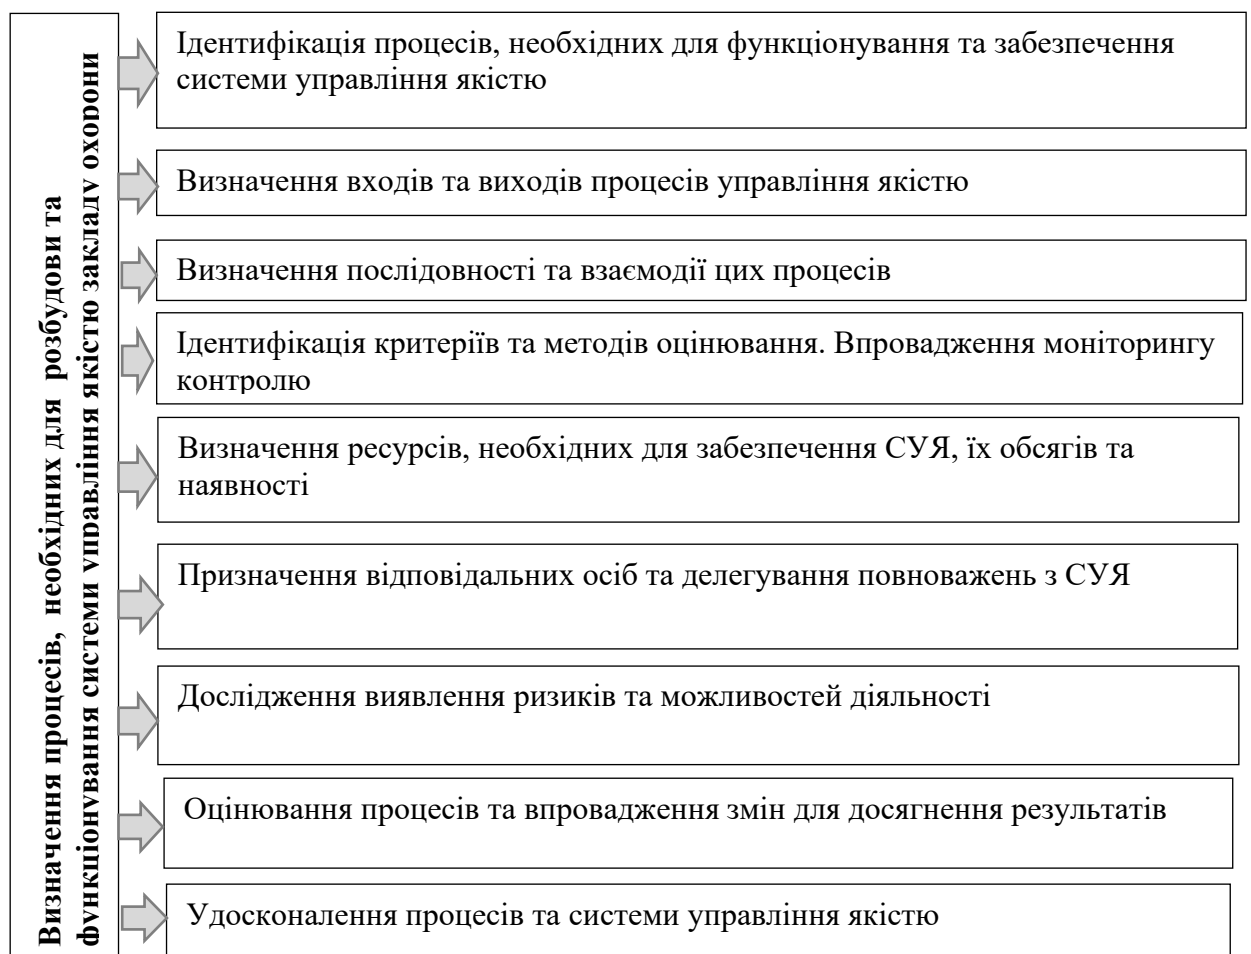 Визначення процесів, необхідних для розбудови та
функціонування системи управління якістю закладу охорони
Ідентифікація процесів, необхідних для функціонування та забезпечення
системи управління якістю
Визначення входів та виходів процесів управління якістю
Визначення послідовності та взаємодії цих процесів
Ідентифікація критеріїв та методів оцінювання. Впровадження моніторингу
контролю
Визначення ресурсів, необхідних для забезпечення СУЯ, їх обсягів та
наявності
Призначення відповідальних осіб та делегування повноважень з СУЯ
Дослідження виявлення ризиків та можливостей діяльності
Оцінювання процесів та впровадження змін для досягнення результатів
Удосконалення процесів та системи управління якістю